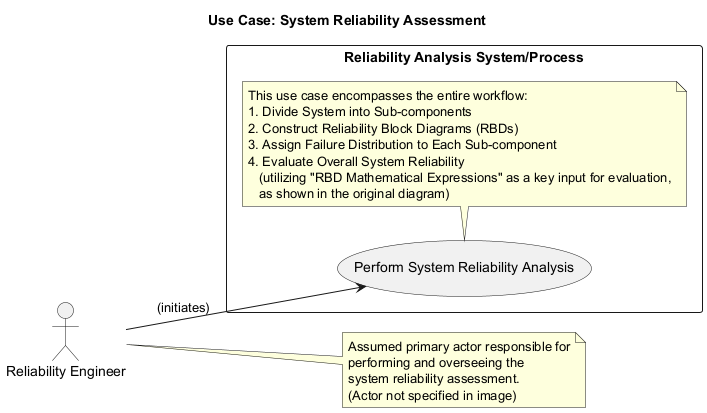 Use Case: System Reliability Assessment
Reliability Analysis System/Process
This use case encompasses the entire workflow:
1. Divide System into Sub-components
2. Construct Reliability Block Diagrams (RBDs)
3. Assign Failure Distribution to Each Sub-component
4. Evaluate Overall System Reliability
(utilizing "RBD Mathematical Expressions" as a key input for evaluation,
as shown in the original diagram)
Perform System Reliability Analysis
(initiates)
Reliability Engineer
Assumed primary actor responsible for
performing and overseeing the
system reliability assessment.
(Actor not specified in image)